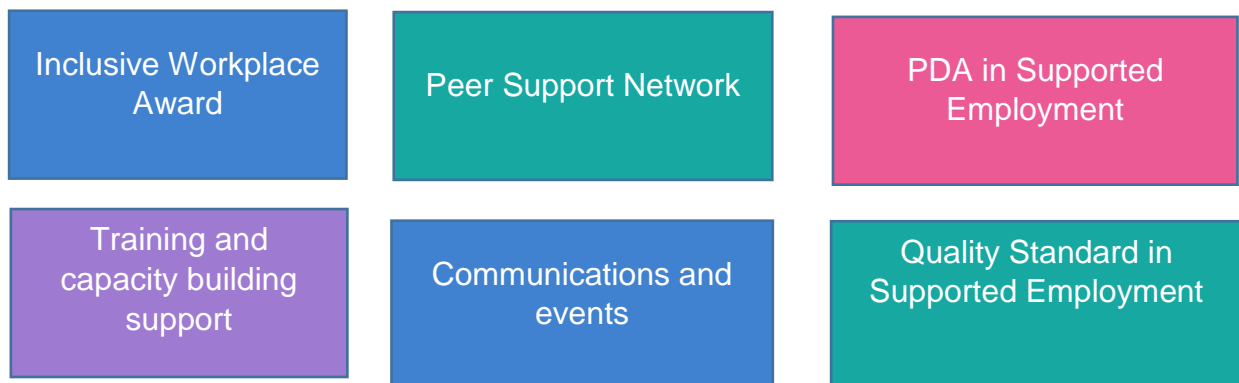 Inclusive Workplace
Award
Peer Support Network
PDA in Supported
Employment
Training and
capacity building
support
Communications and
events
Quality Standard in
Supported Employment